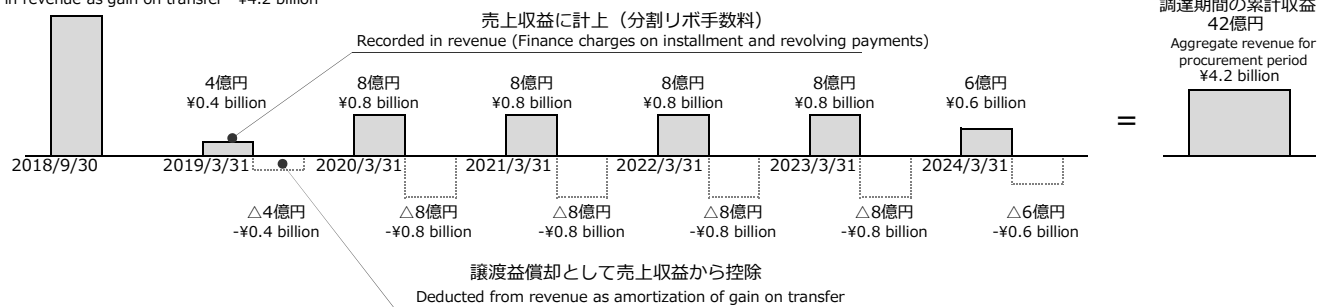 in revenue as gain on transfer ¥4.2 billion
売上収益に計上（分割リボ手数料）
Recorded in revenue (Finance charges on installment and revolving payments)
調達期間の累計収益
42億円
Aggregate revenue for
procurement period
¥4.2 billion
4億円
¥0.4 billion
8億円
¥0.8 billion
8億円
¥0.8 billion
8億円
¥0.8 billion
8億円
¥0.8 billion
6億円
¥0.6 billion
=
2018/9/30
2019/3/31
2020/3/31
2021/3/31
2022/3/31
2023/3/31
2024/3/31
△4億円
-¥0.4 billion
△8億円
-¥0.8 billion
△8億円
-¥0.8 billion
△8億円
-¥0.8 billion
△8億円
-¥0.8 billion
△6億円
-¥0.6 billion
譲渡益償却として売上収益から控除
Deducted from revenue as amortization of gain on transfer